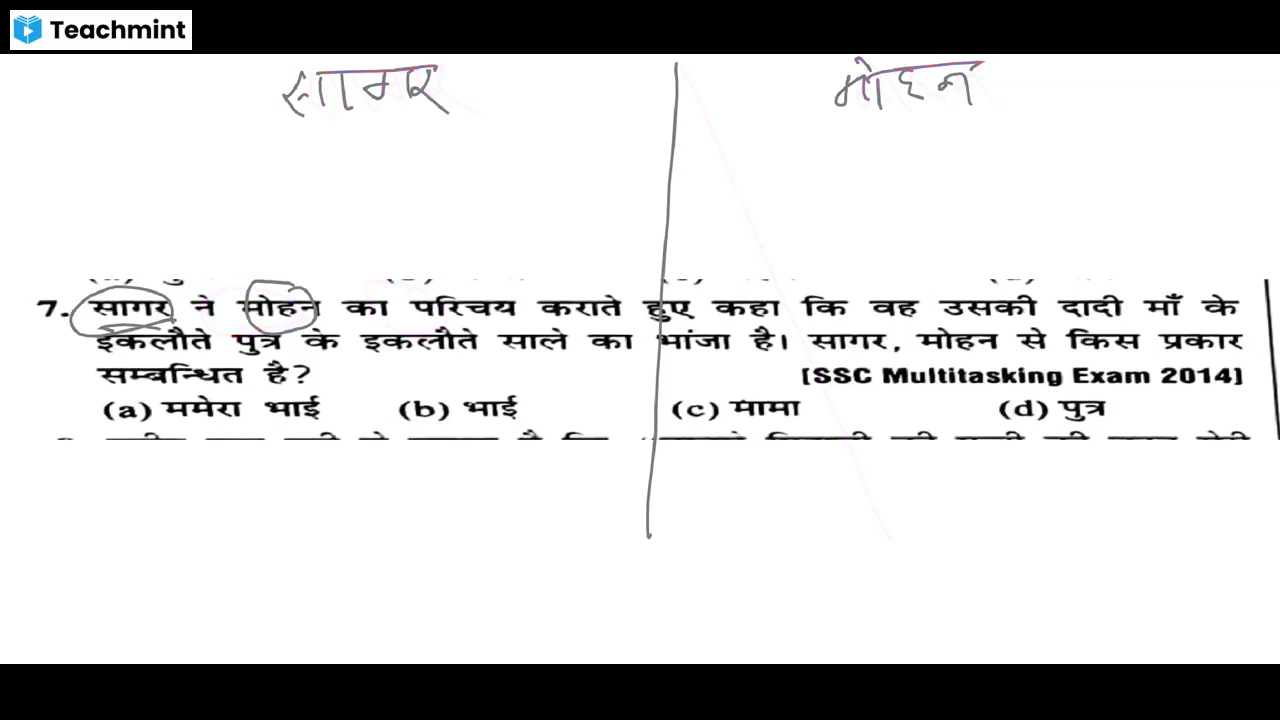 Teachmint
सागर मोहन
7. सागर ने मोहन का परिचय कराते हुए कहा कि वह उसकी दादी माँ के
इकलौते पुत्र के इकलौते साले का भांजा है। सागर, मोहन से किस प्रकार
सम्बन्धित है? [SSC Multitasking Exam 2014]
(a) ममेरा भाई (b) भाई (c) मामा (d) पुत्र